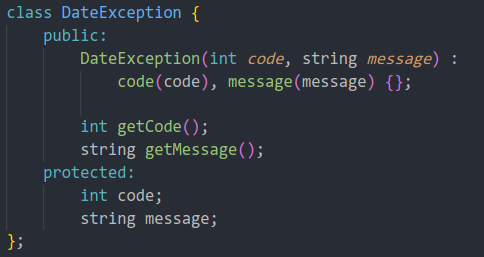 class DateException {
    public:
        DateException(int code, string message) :
            code(code), message(message) {};

        int getCode();
        string getMessage();
    protected:
        int code;
        string message;
};